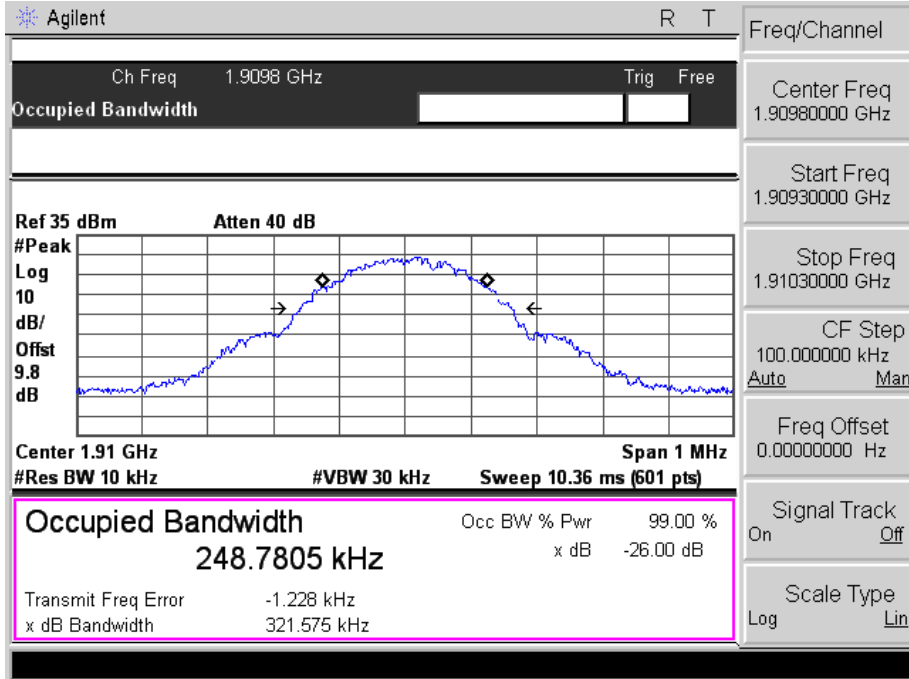 Agilent R T
Ch Freq 1.9098 GHz Trig Free
Occupied Bandwidth
Ref 35 dBm Atten 40 dB
#Peak
Log
10
dB/
Offst
9.8
dB
Center 1.91 GHz Span 1 MHz
#Res BW 10 kHz #VBW 30 kHz Sweep 10.36 ms (601 pts)
Occupied Bandwidth
248.7805 kHz
Occ BW % Pwr 99.00 %
x dB -26.00 dB
Transmit Freq Error -1.228 kHz
x dB Bandwidth 321.575 kHz
Freq/Channel
Center Freq
1.90980000 GHz
Start Freq
1.90930000 GHz
Stop Freq
1.91030000 GHz
CF Step
100.000000 kHz
Auto Man
Freq Offset
0.00000000 Hz
Signal Track
On Off
Scale Type
Log Lin